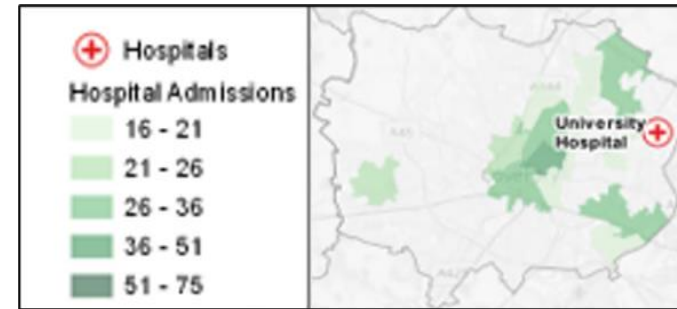 Hospitals
Hospital Admissions
16 - 21
21 - 26
26 - 36
36 - 51
51 - 75
University
Hospital